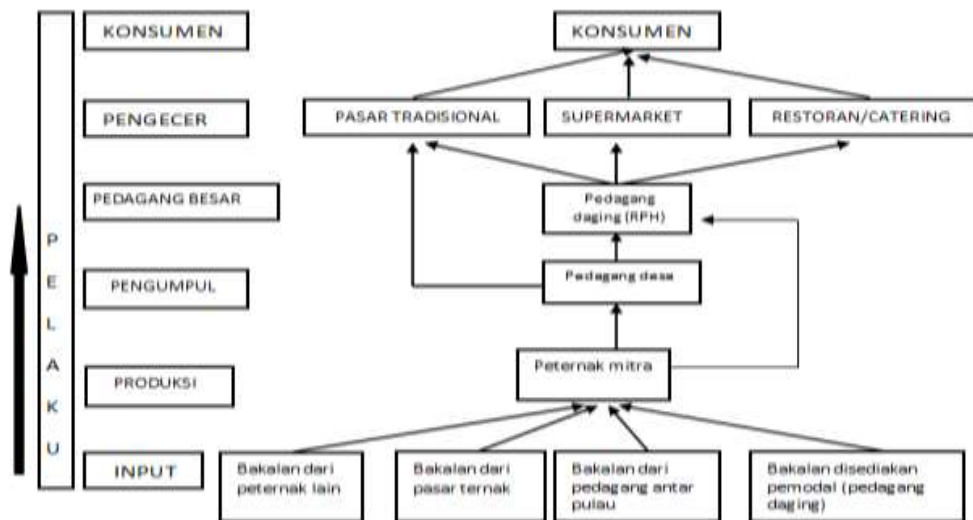 KONSUMEN
KONSUMEN
PENGECER
PASAR TRADISIONAL
SUPERMARKET
RESTORAN/CATERING
PEDAGANG BESAR
Pedagang
daging (RPH)
PENGUMPUL
Pedagang desa
PRODUKSI
Peternak mitra
INPUT
Bakalan dari
peternak lain
Bakalan dari
pasar ternak
Bakalan dari
pedagang antar
pulau
Bakalan disediakan
pemodal (pedagang
daging)
P
E
L
A
K
U